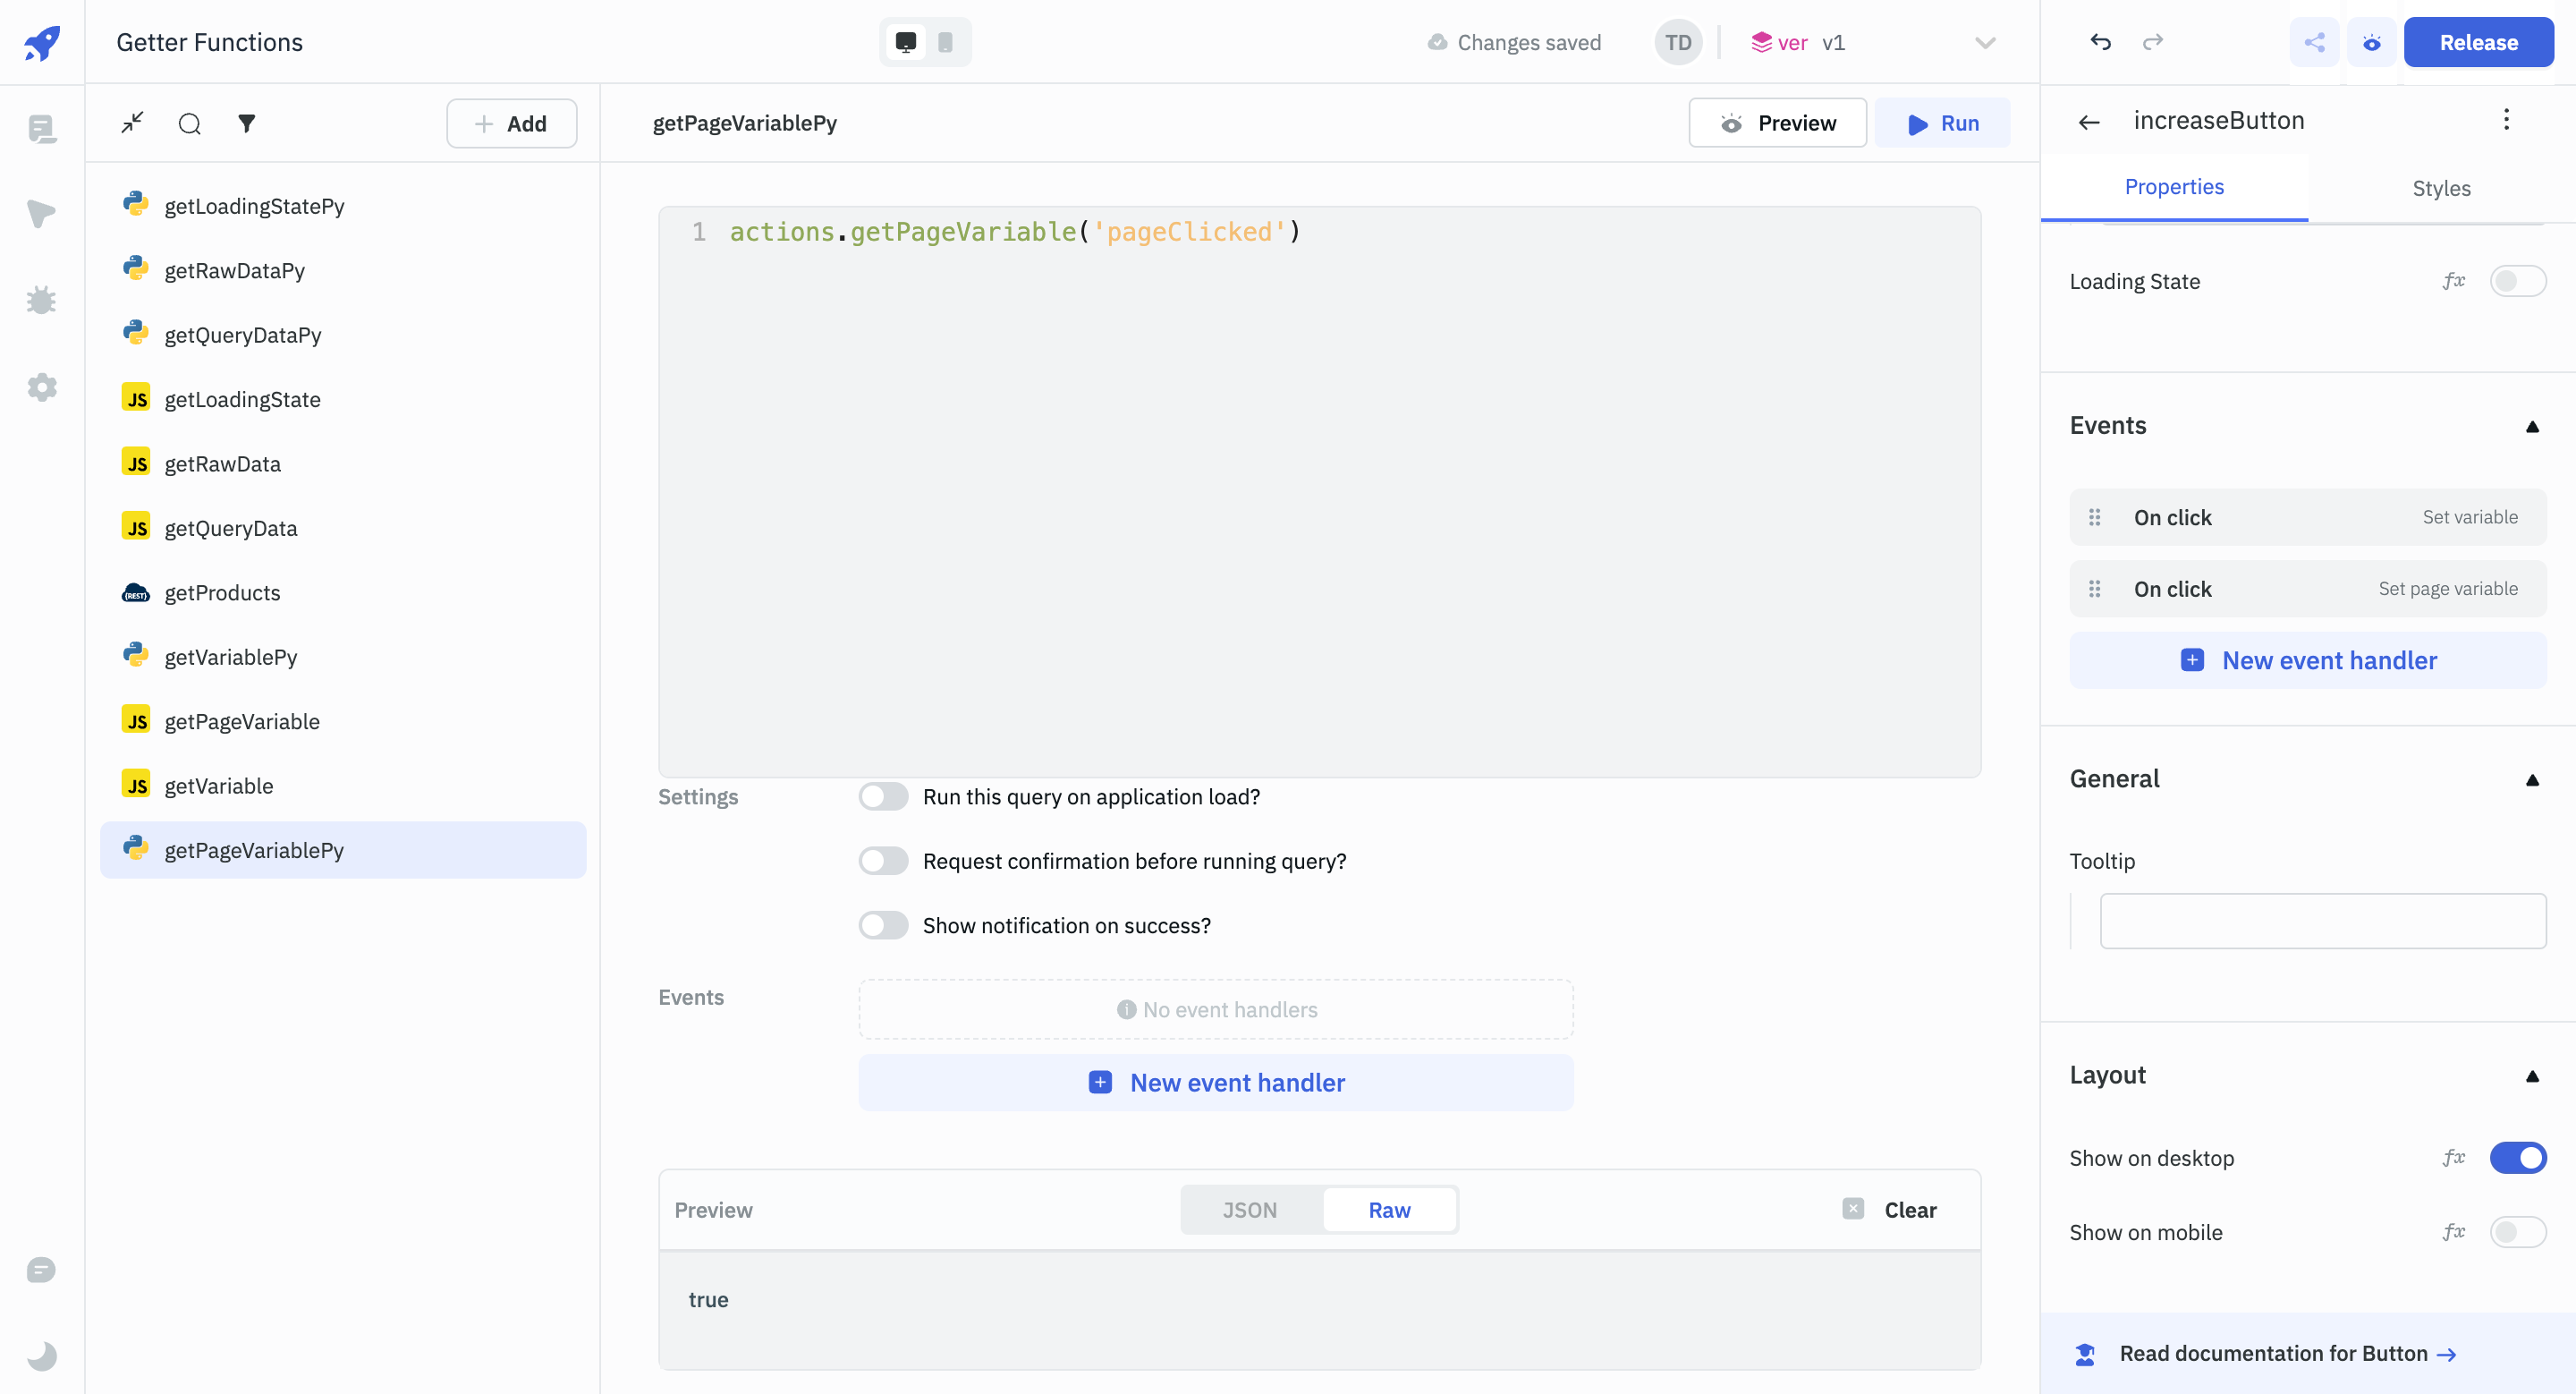 Getter Functions
Changes saved
TD
ver v1
Release
Add
getLoadingStatePy
getRawDataPy
getQueryDataPy
JS getLoadingState
JS getRawData
JS getQueryData
{REST} getProducts
getVariablePy
JS getPageVariable
JS getVariable
getPageVariablePy
getPageVariablePy
Preview
Run
1 actions.getPageVariable('pageClicked')
Settings
Run this query on application load?
Request confirmation before running query?
Show notification on success?
Events
No event handlers
New event handler
Preview
JSON
Raw
Clear
true
increaseButton
Properties
Styles
Loading State
fx
Events
On click Set variable
On click Set page variable
New event handler
General
Tooltip
Layout
Show on desktop
fx
Show on mobile
fx
Read documentation for Button →